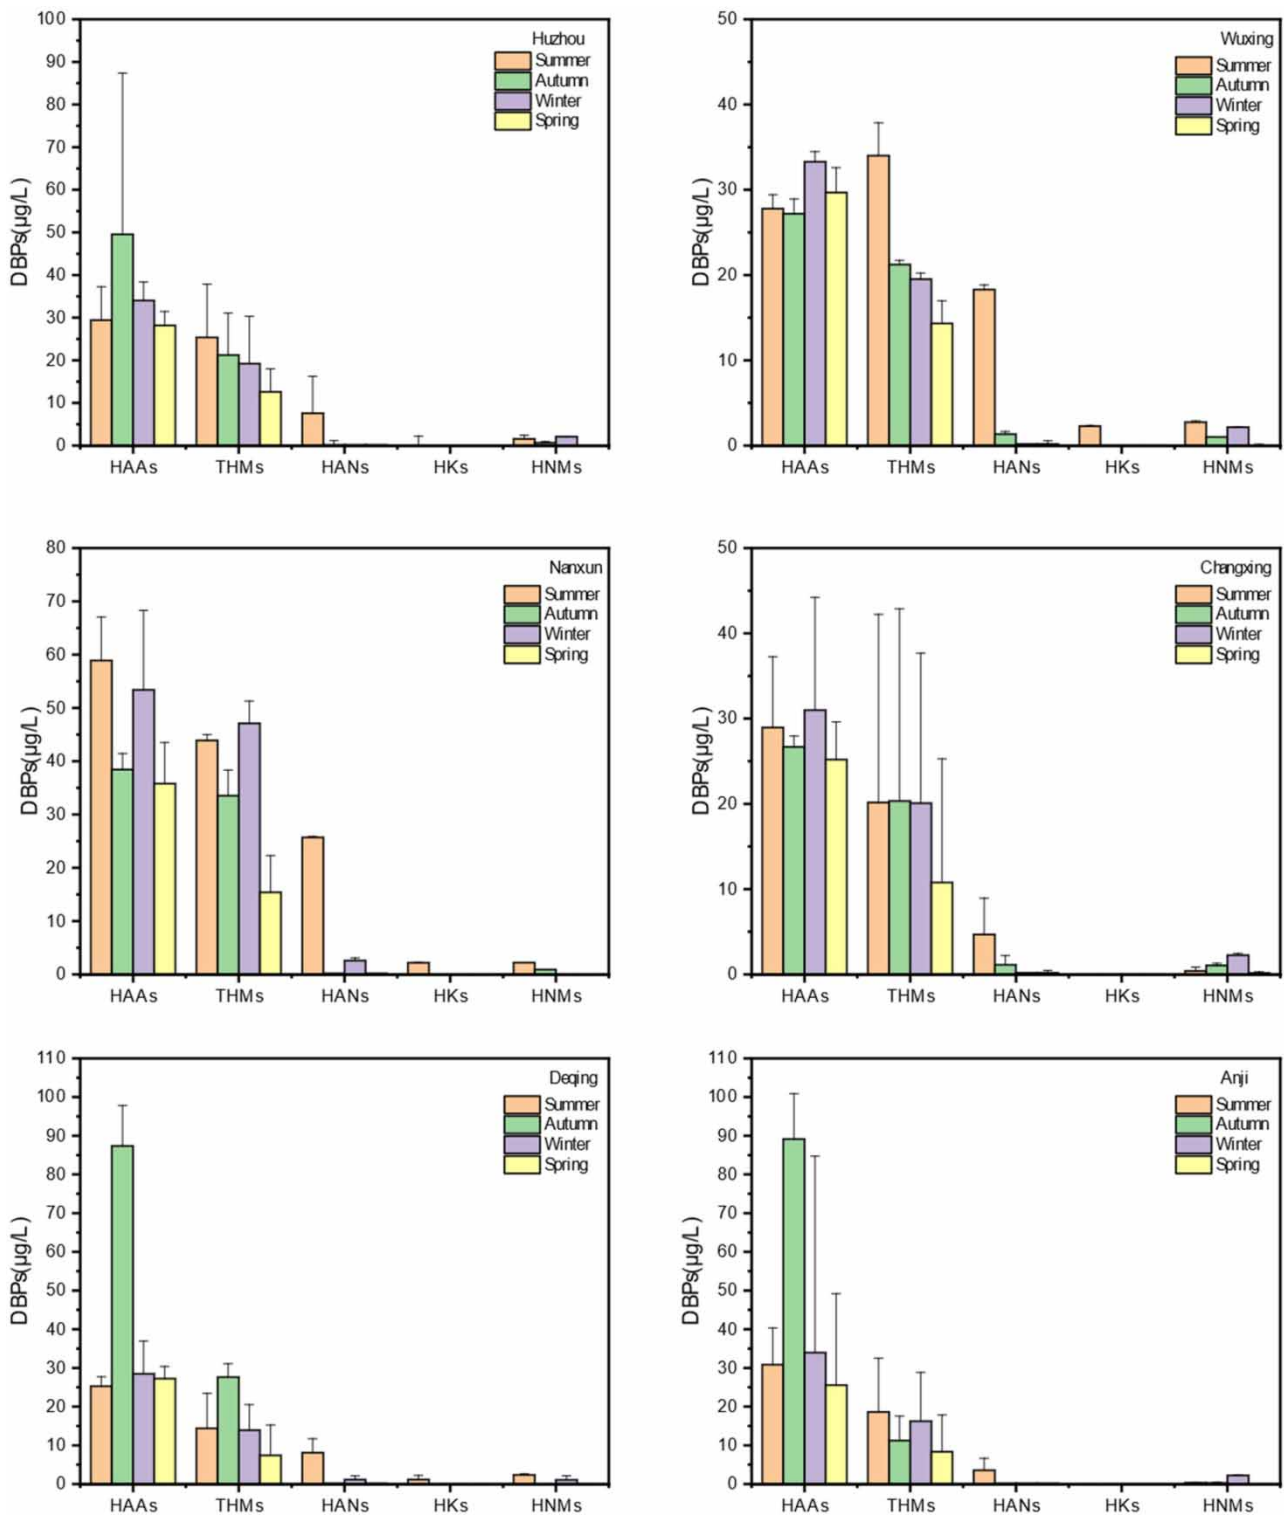 Huzhou
Summer
Autumn
Winter
Spring
DBPs(µg/L)
100
90
80
70
60
50
40
30
20
10
0
HAAs THMs HANs HKs HNMs
Wuxing
Summer
Autumn
Winter
Spring
DBPs(µg/L)
50
40
30
20
10
0
HAAs THMs HANs HKs HNMs
Nanxun
Summer
Autumn
Winter
Spring
DBPs(µg/L)
80
70
60
50
40
30
20
10
0
HAAs THMs HANs HKs HNMs
Changxing
Summer
Autumn
Winter
Spring
DBPs(µg/L)
50
40
30
20
10
0
HAAs THMs HANs HKs HNMs
Deqing
Summer
Autumn
Winter
Spring
DBPs(µg/L)
110
100
90
80
70
60
50
40
30
20
10
0
HAAs THMs HANs HKs HNMs
Anji
Summer
Autumn
Winter
Spring
DBPs(µg/L)
110
100
90
80
70
60
50
40
30
20
10
0
HAAs THMs HANs HKs HNMs